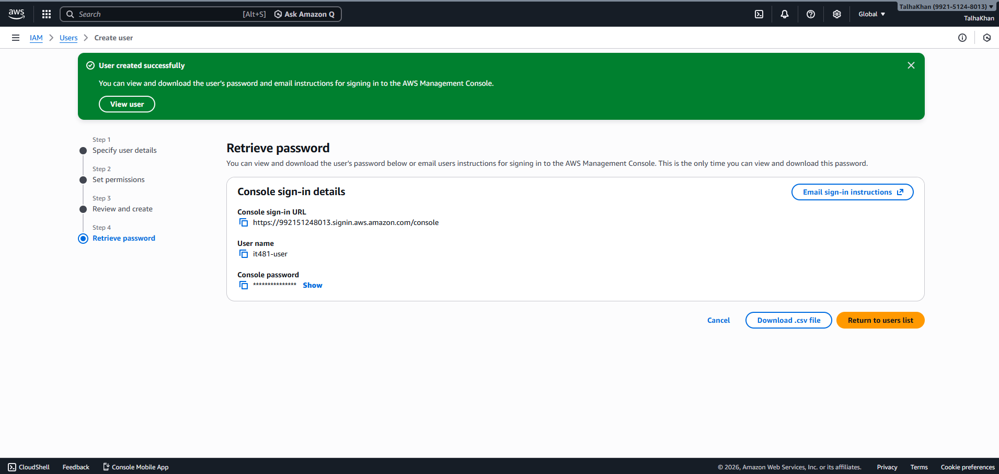 aws
Search [Alt+S] Ask Amazon Q
Global
TalhaKhan (9921-5124-8013)
TalhaKhan
IAM Users Create user
User created successfully
You can view and download the user's password and email instructions for signing in to the AWS Management Console.
View user
Step 1
Specify user details
Step 2
Set permissions
Step 3
Review and create
Step 4
Retrieve password
Retrieve password
You can view and download the user's password below or email users instructions for signing in to the AWS Management Console. This is the only time you can view and download this password.
Console sign-in details
Email sign-in instructions
Console sign-in URL
https://992151248013.signin.aws.amazon.com/console
User name
it481-user
Console password
*************** Show
Cancel Download .csv file Return to users list
CloudShell Feedback Console Mobile App © 2026, Amazon Web Services, Inc. or its affiliates. Privacy Terms Cookie preferences